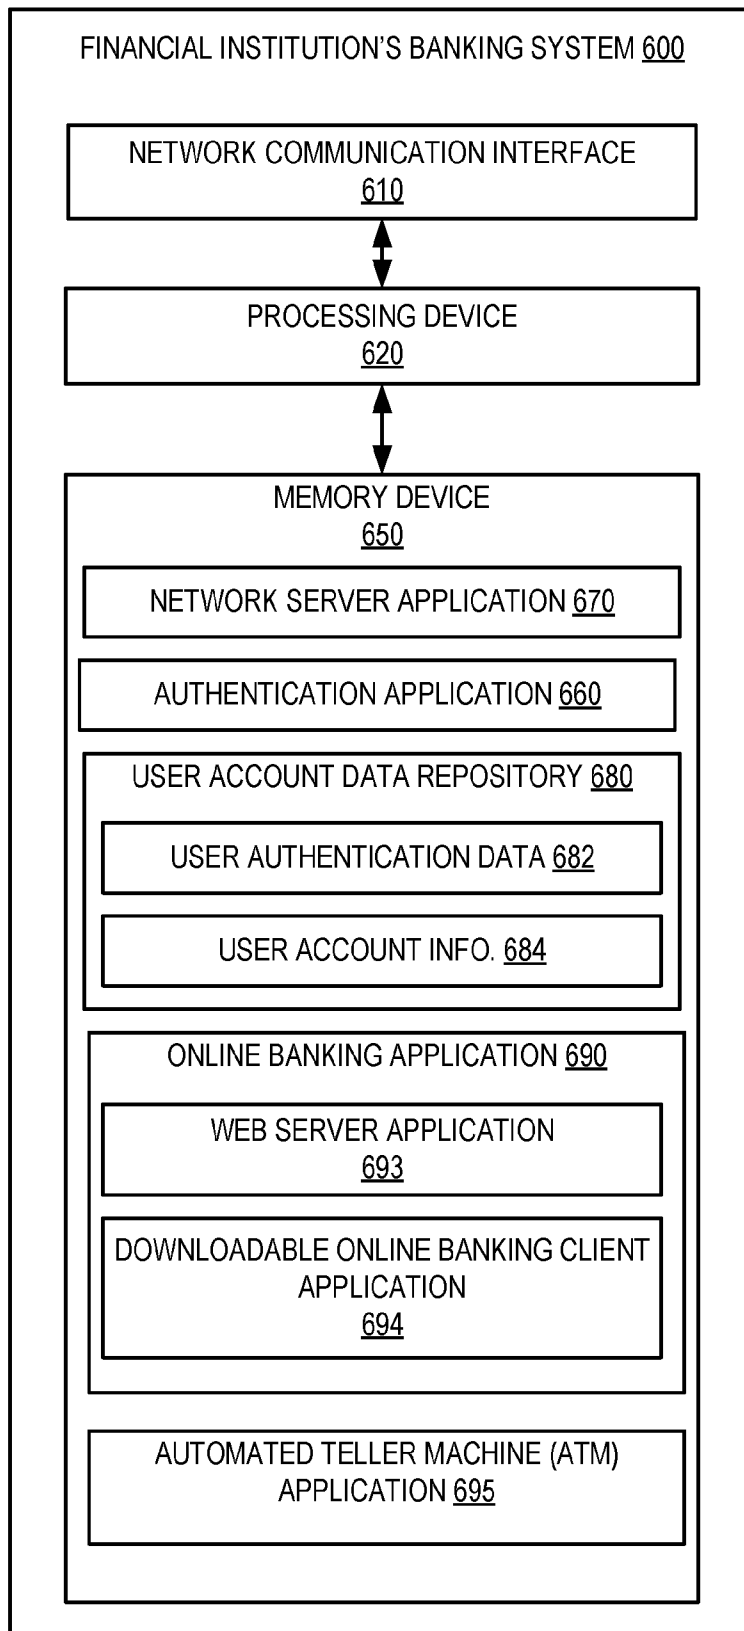 FINANCIAL INSTITUTION'S BANKING SYSTEM 600
NETWORK COMMUNICATION INTERFACE
610
PROCESSING DEVICE
620
MEMORY DEVICE
650
NETWORK SERVER APPLICATION 670
AUTHENTICATION APPLICATION 660
USER ACCOUNT DATA REPOSITORY 680
USER AUTHENTICATION DATA 682
USER ACCOUNT INFO. 684
ONLINE BANKING APPLICATION 690
WEB SERVER APPLICATION
693
DOWNLOADABLE ONLINE BANKING CLIENT
APPLICATION
694
AUTOMATED TELLER MACHINE (ATM)
APPLICATION 695